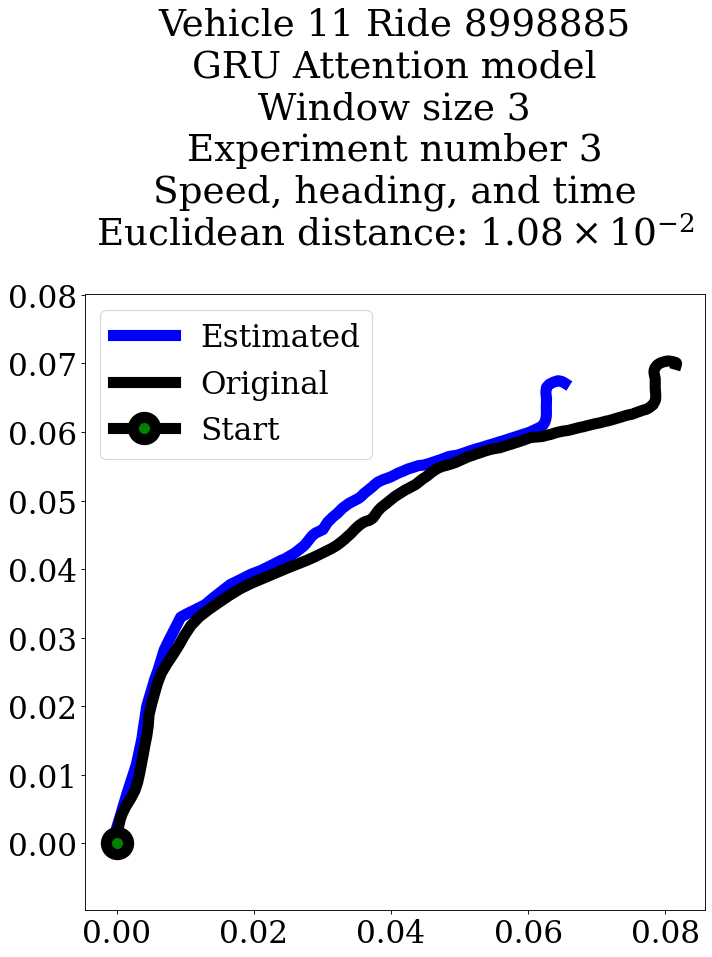 Vehicle 11 Ride 8998885
GRU Attention model
Window size 3
Experiment number 3
Speed, heading, and time
Euclidean distance: 1.08 × 10⁻²
0.08
0.07
0.06
0.05
0.04
0.03
0.02
0.01
0.00
Estimated
Original
Start
0.00 0.02 0.04 0.06 0.08